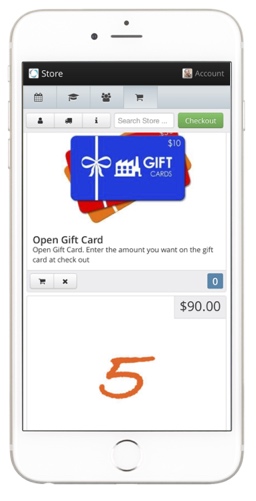 Store
Account
Search Store ...
Checkout
$10
GIFT
CARDS
Open Gift Card
Open Gift Card. Enter the amount you want on the gift
card at check out
0
$90.00
5